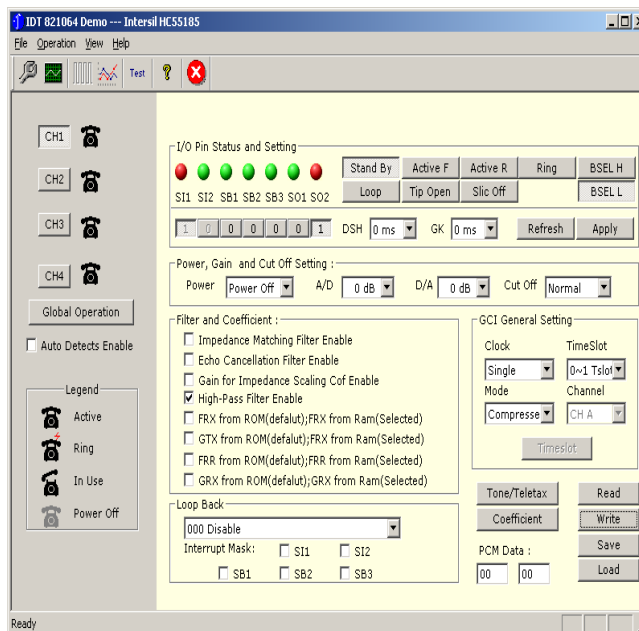 IDT 821064 Demo --- Intersil HC55185
File Operation View Help
Test
CH1
CH2
CH3
CH4
Global Operation
Auto Detects Enable
Legend
Active
Ring
In Use
Power Off
I/O Pin Status and Setting
SI1 SI2 SB1 SB2 SB3 SO1 SO2
Stand By Active F Active R Ring BSEL H
Loop Tip Open Slic Off BSEL L
1 0 0 0 0 0 1 DSH 0 ms GK 0 ms Refresh Apply
Power, Gain and Cut Off Setting :
Power Power Off A/D 0 dB D/A 0 dB Cut Off Normal
Filter and Coefficient :
Impedance Matching Filter Enable
Echo Cancellation Filter Enable
Gain for Impedance Scaling Cof Enable
High-Pass Filter Enable
FRX from ROM(defalut);FRX from Ram(Selected)
GTX from ROM(defalut);GTX from Ram(Selected)
FRR from ROM(defalut);FRR from Ram(Selected)
GRX from ROM(defalut);GRX from Ram(Selected)
GCI General Setting
Clock TimeSlot
Single 0~1 Tslot
Mode Channel
Compresse CH A
Timeslot
Loop Back
000 Disable
Interrupt Mask: SI1 SI2
SB1 SB2 SB3
Tone/Teletax Read
Coefficient Write
PCM Data : Save
00 00 Load
Ready